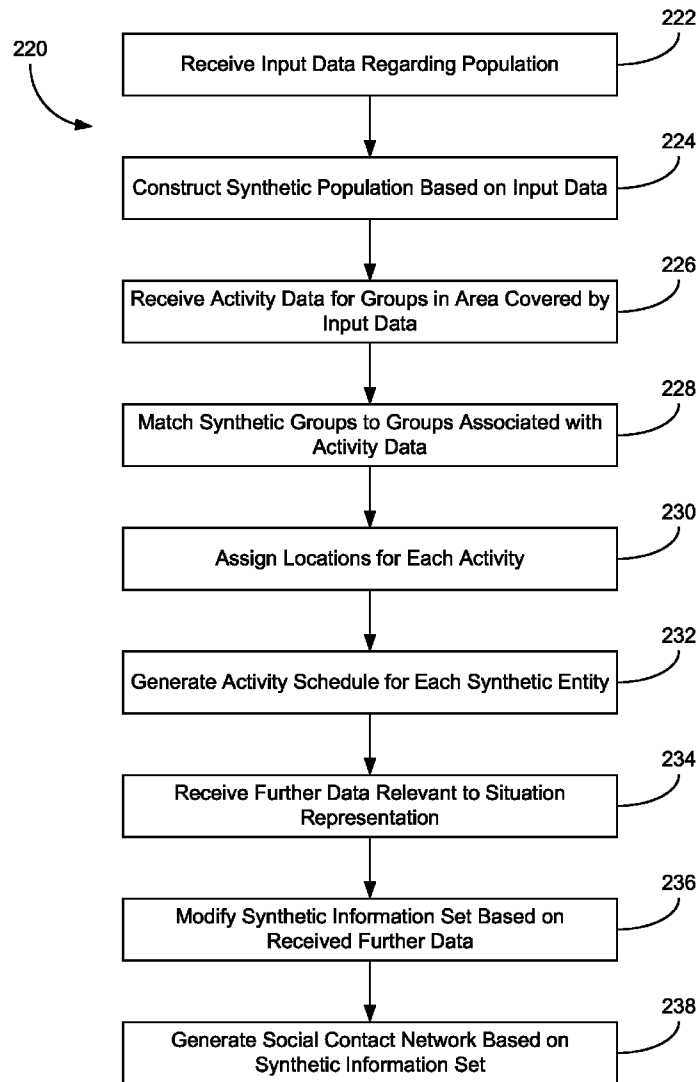 220
222
Receive Input Data Regarding Population
224
Construct Synthetic Population Based on Input Data
226
Receive Activity Data for Groups in Area Covered by
Input Data
228
Match Synthetic Groups to Groups Associated with
Activity Data
230
Assign Locations for Each Activity
232
Generate Activity Schedule for Each Synthetic Entity
234
Receive Further Data Relevant to Situation
Representation
236
Modify Synthetic Information Set Based on
Received Further Data
238
Generate Social Contact Network Based on
Synthetic Information Set